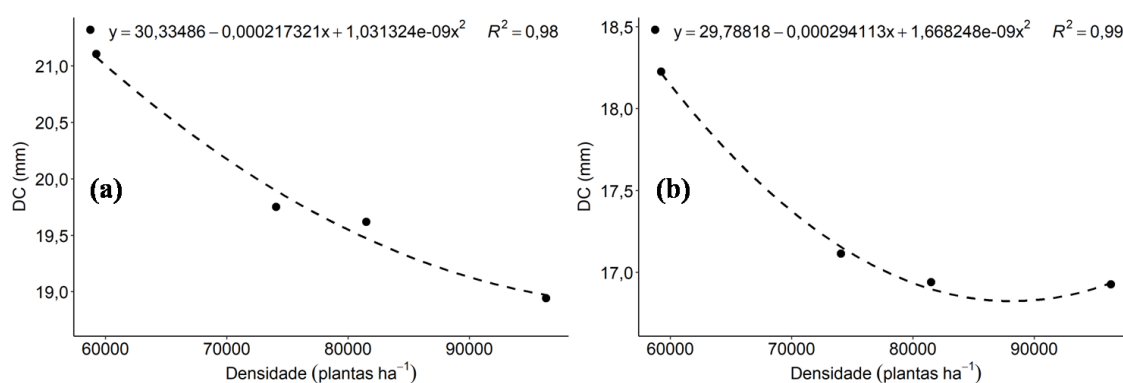 y = 30,33486 − 0,000217321x + 1,031324e-09x² R² = 0,98
21,0
20,5
20,0
19,5
19,0
DC (mm)
(a)
60000 70000 80000 90000
Densidade (plantas ha⁻¹)
y = 29,78818 − 0,000294113x + 1,668248e-09x² R² = 0,99
18,5
18,0
17,5
17,0
DC (mm)
(b)
60000 70000 80000 90000
Densidade (plantas ha⁻¹)